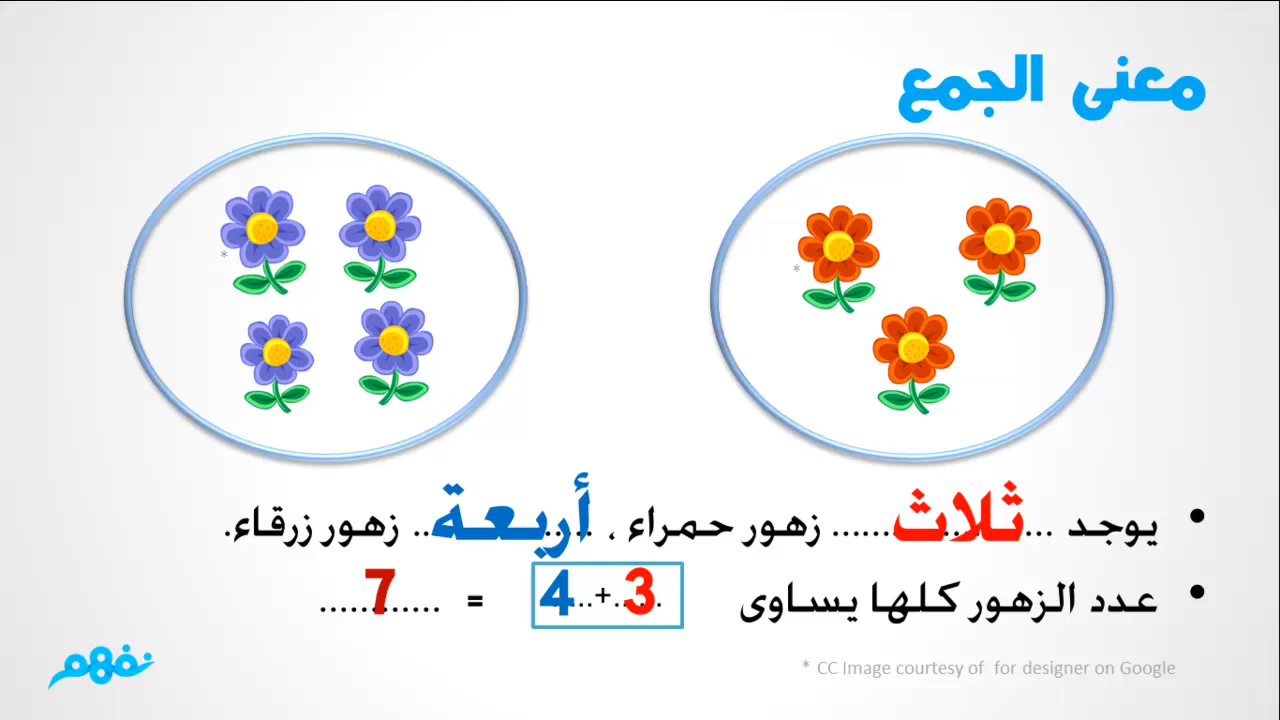 معنى الجمع
*
*
• يوجد ...ثلاث...... زهور حمراء ، ...أربعة... زهور زرقاء.
• عدد الزهور كلها يساوى 3...+...4 = ......7......
* CC Image courtesy of for designer on Google
نفهم